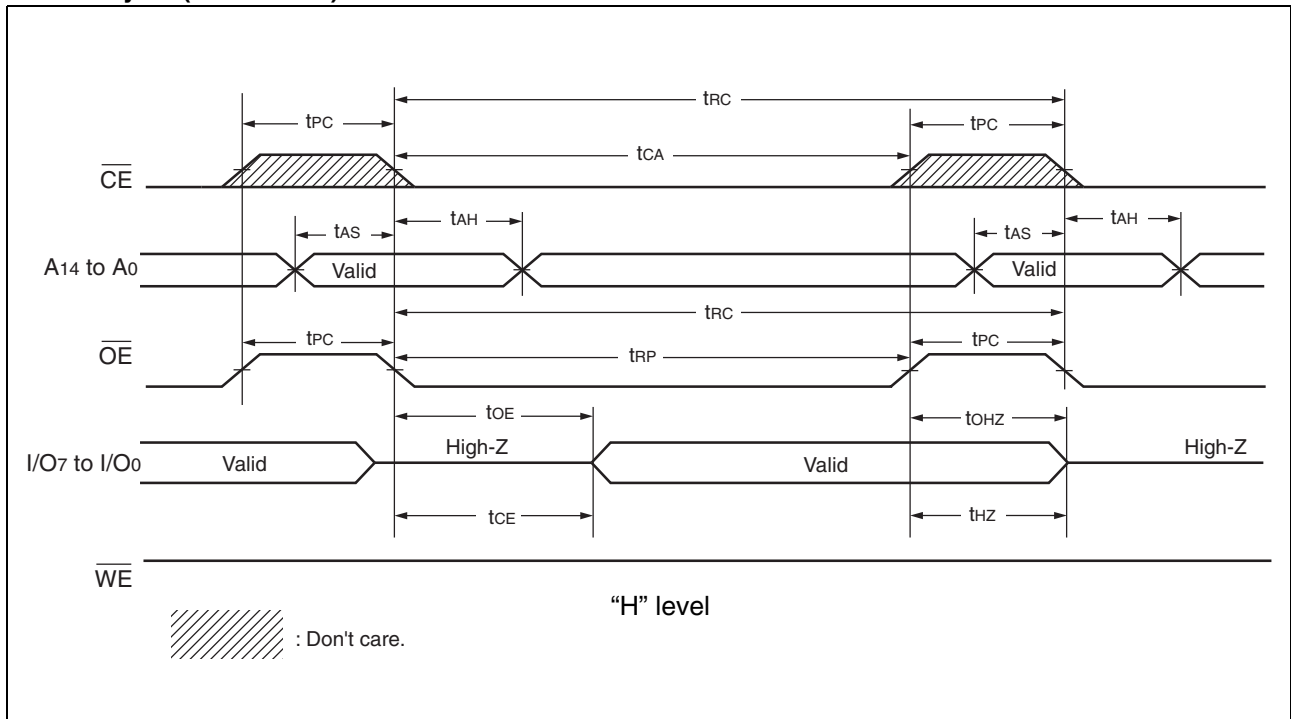 tRC
tPC
tPC
tCA
CE
tAS
tAH
tAS
tAH
A14 to A0
Valid
Valid
tRC
tPC
tPC
OE
tRP
tOE
tOHZ
I/O7 to I/O0
Valid
High-Z
Valid
High-Z
tCE
tHZ
WE
“H” level
: Don't care.